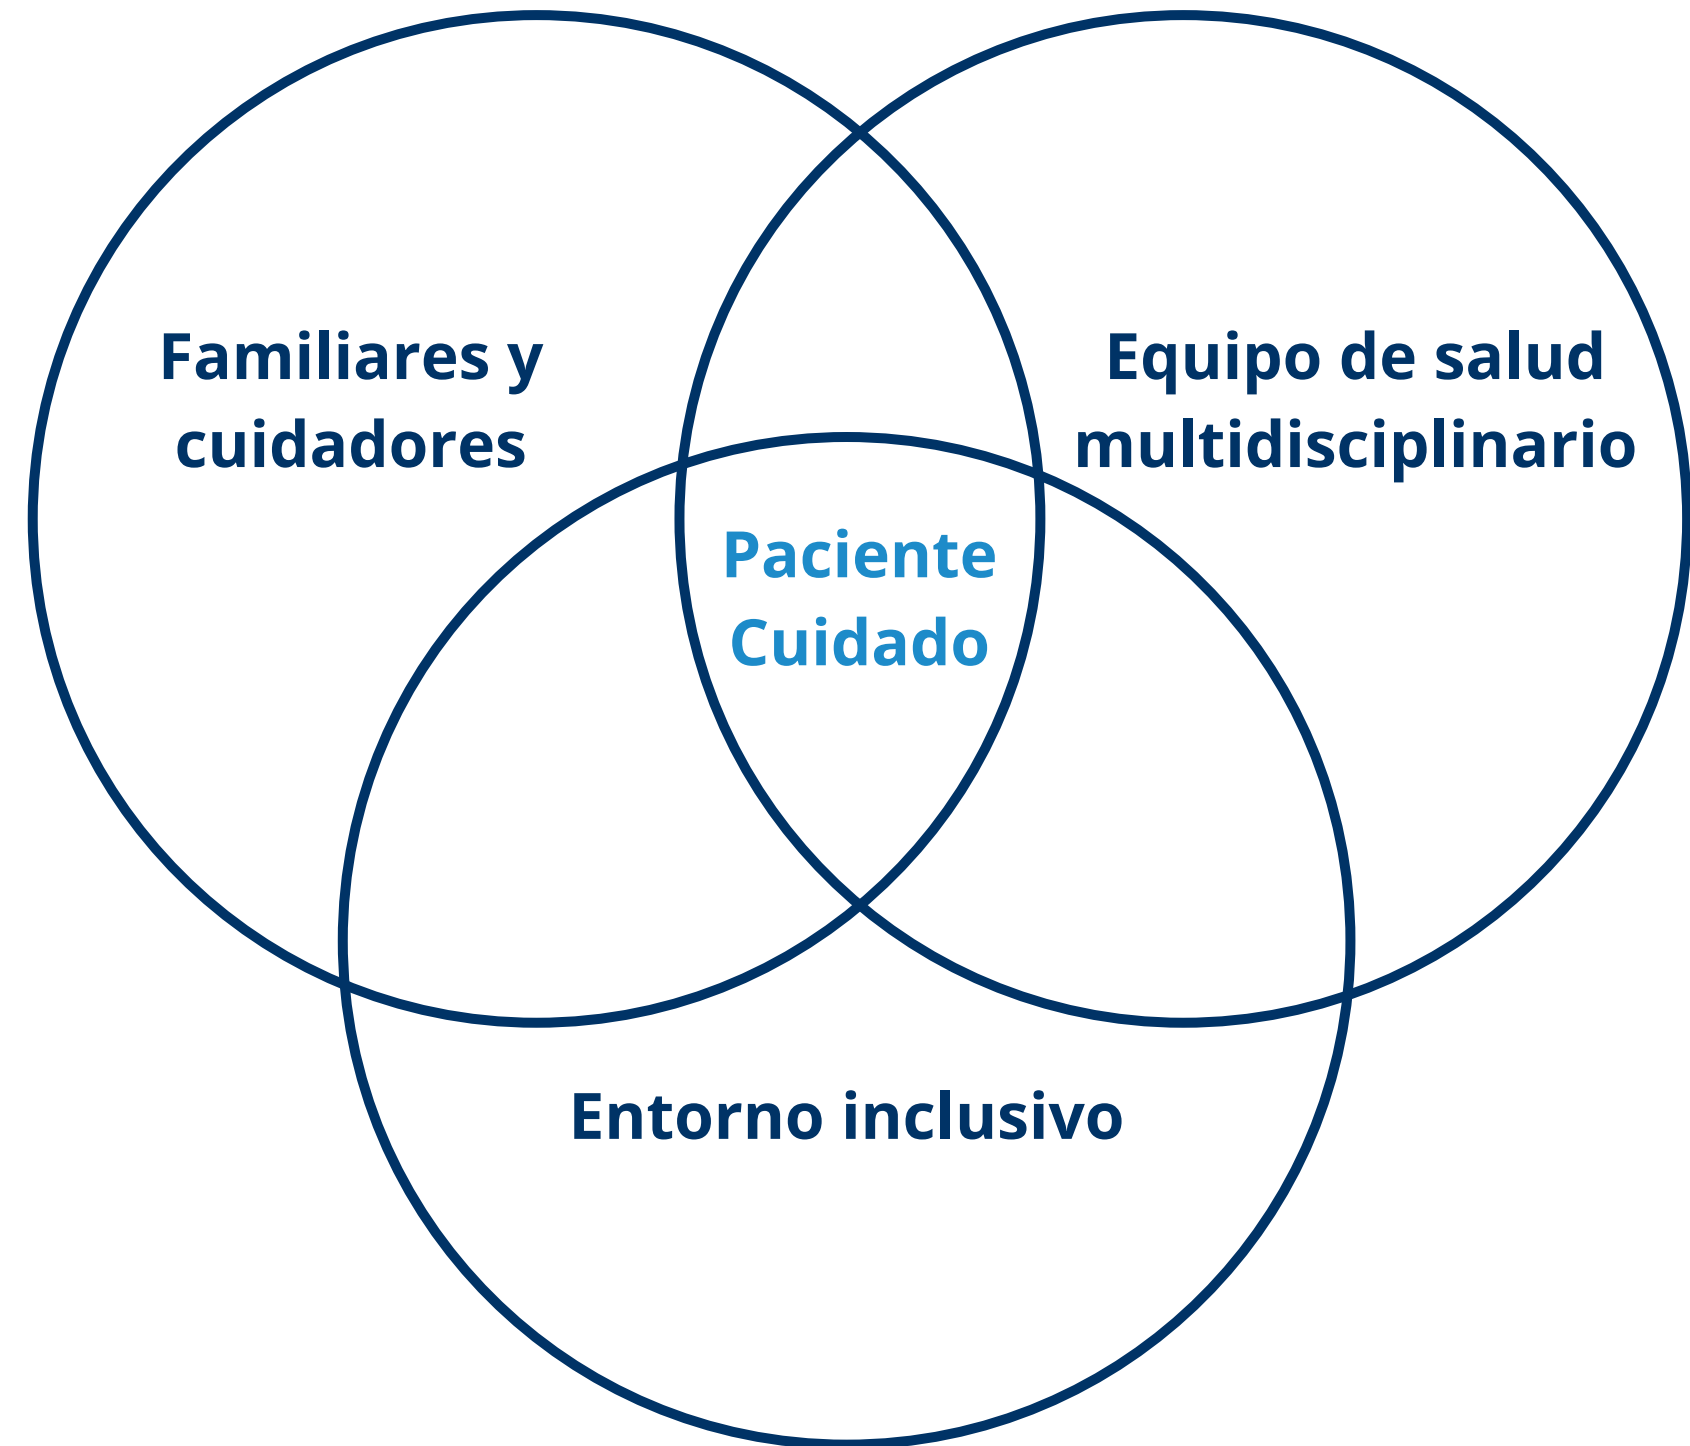 Familiares y
cuidadores
Equipo de salud
multidisciplinario
Paciente
Cuidado
Entorno inclusivo